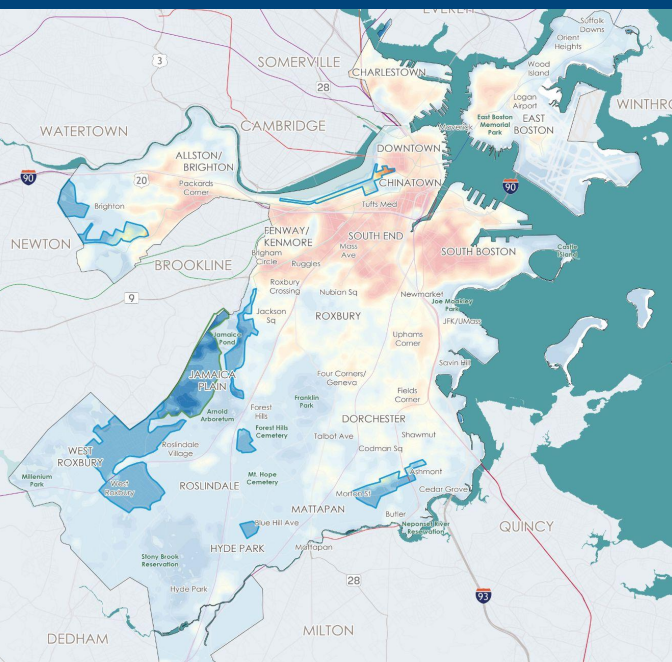 EVERETT
Suffolk
Downs
Orient
Heights
3
SOMERVILLE
Wood
Island
CHARLESTOWN
28
Logan
Airport
WINTHRO
WATERTOWN
CAMBRIDGE
East Boston
Memorial
Park
EAST
BOSTON
Maverick
DOWNTOWN
ALLSTON/
BRIGHTON
90
20
Packards
Corner
CHINATOWN
90
Tufts Med
Brighton
NEWTON
FENWAY/
KENMORE
SOUTH END
Mass
Ave
SOUTH BOSTON
Castle
Island
BROOKLINE
Brigham
Circle
Ruggies
Roxbury
Crossing
Nubian Sq
Newmarket
9
Joe Moakley
Park
Jackson
Sq
ROXBURY
JFK/UMass
Jamaica
Pond
Uphams
Corner
Savin Hill
JAMAICA
PLAIN
Four Corners/
Geneva
Fields
Corner
Franklin
Park
Arnold
Arboretum
Forest
Hills
DORCHESTER
Forest Hills
Cemetery
Talbot Ave
Shawmut
Roslindale
Village
Codman Sq
WEST
ROXBURY
Ashmont
Millenium
Park
Mt. Hope
Cemetery
West
Roxbury
ROSLINDALE
Morton St
Cedar Grove
MATTAPAN
Butler
Blue Hill Ave
Neponset River
Reservation
QUINCY
HYDE PARK
Mattapan
Stony Brook
Reservation
28
Hyde Park
93
MILTON
DEDHAM